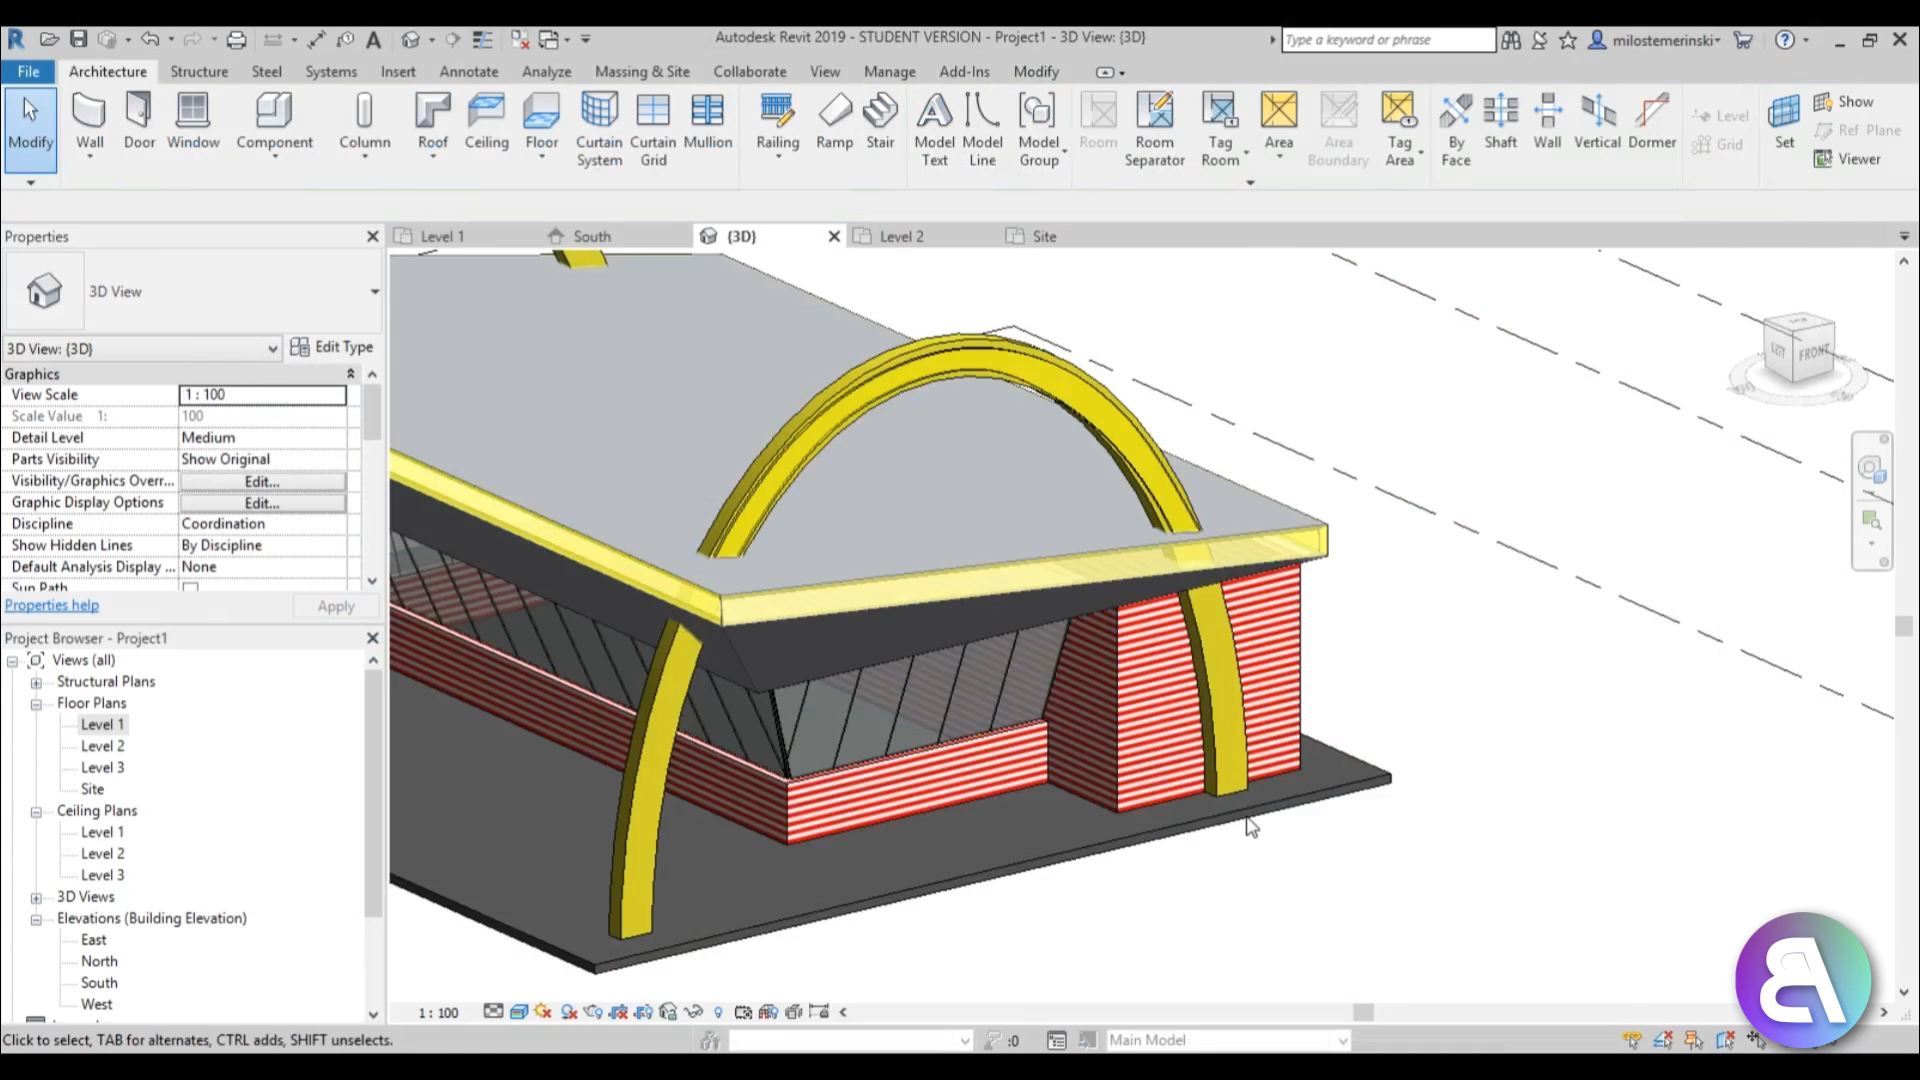 Autodesk Revit 2019 - STUDENT VERSION - Project1 - 3D View: {3D}
Type a keyword or phrase
milostemerinski
File Architecture Structure Steel Systems Insert Annotate Analyze Massing & Site Collaborate View Manage Add-Ins Modify
Modify Wall Door Window Component Column Roof Ceiling Floor Curtain System Curtain Grid Mullion Railing Ramp Stair Model Text Model Line Model Group Room Room Separator Tag Room Area Area Boundary Tag Area By Face Shaft Wall Vertical Dormer Level Grid Set Show Ref Plane Viewer
Properties
Level 1 South {3D} Level 2 Site
3D View
3D View: {3D} Edit Type
Graphics
View Scale 1 : 100
Scale Value 1: 100
Detail Level Medium
Parts Visibility Show Original
Visibility/Graphics Overr... Edit...
Graphic Display Options Edit...
Discipline Coordination
Show Hidden Lines By Discipline
Default Analysis Display ... None
Sun Path
Properties help Apply
Project Browser - Project1
Views (all)
Structural Plans
Floor Plans
Level 1
Level 2
Level 3
Site
Ceiling Plans
Level 1
Level 2
Level 3
3D Views
Elevations (Building Elevation)
East
North
South
West
LEFT FRONT
1 : 100
Click to select, TAB for alternates, CTRL adds, SHIFT unselects.
:0
Main Model